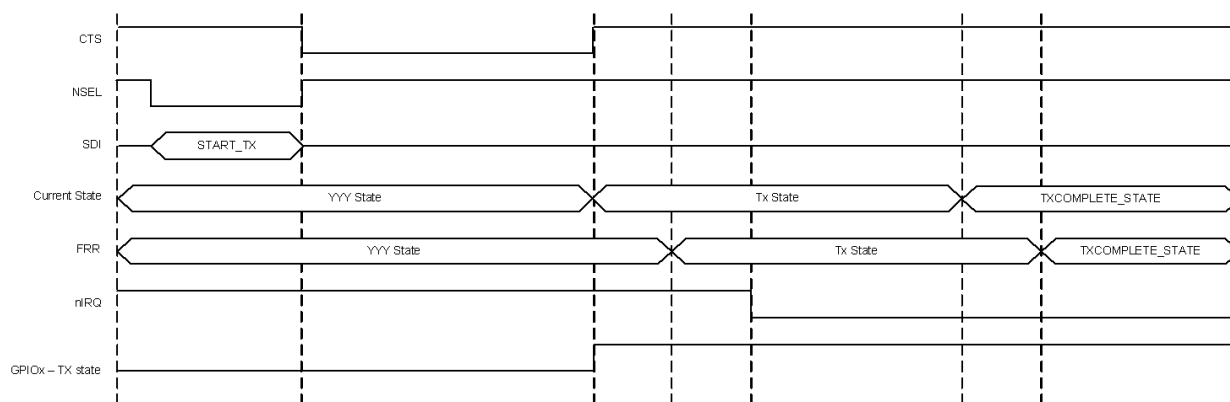 CTS
NSEL
SDI START_TX
Current State YYY State Tx State TXCOMPLETE_STATE
FRR YYY State Tx State TXCOMPLETE_STATE
nIRQ
GPIOx – TX state